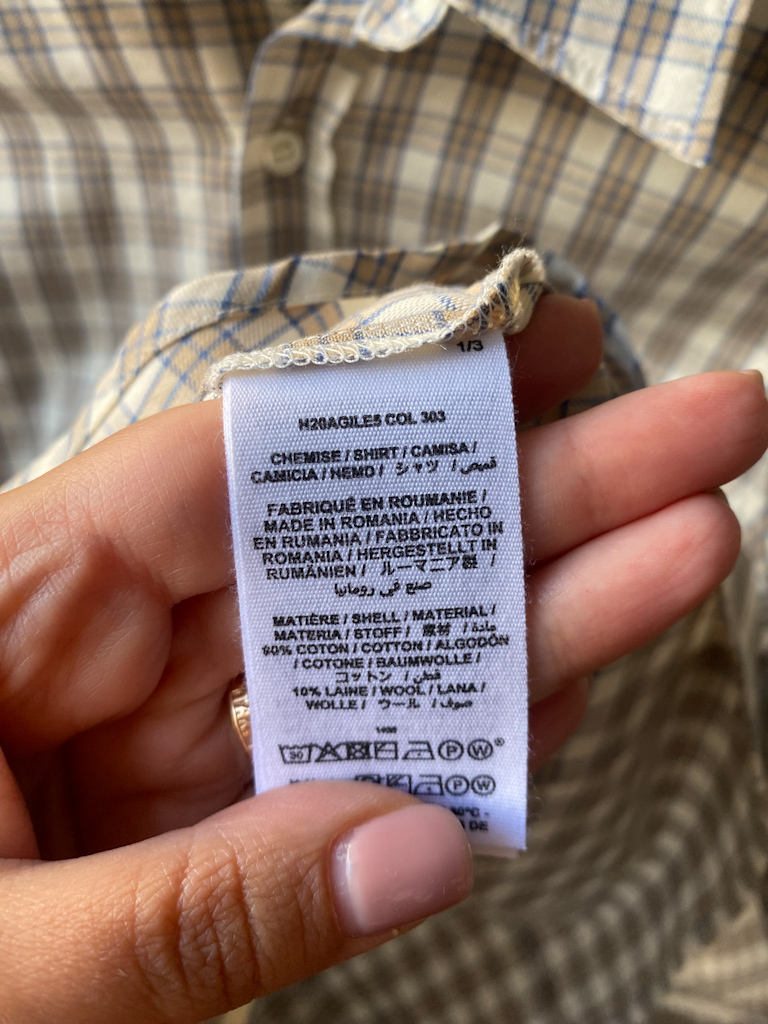 1/3
H20AGILE5 COL 303
CHEMISE / SHIRT / CAMISA /
CAMICIA / HEMD / シャツ / قميص
FABRIQUÉ EN ROUMANIE /
MADE IN ROMANIA / HECHO
EN RUMANIA / FABBRICATO IN
ROMANIA / HERGESTELLT IN
RUMÄNIEN / ルーマニア製 /
صنع في رومانيا
MATIÈRE / SHELL / MATERIAL /
MATERIA / STOFF / 素材 / مادة /
90% COTON / COTTON / ALGODÓN
/ COTONE / BAUMWOLLE /
コットン / قطن /
10% LAINE / WOOL / LANA /
WOLLE / ウール / صوف /
30 P W
P W
DE